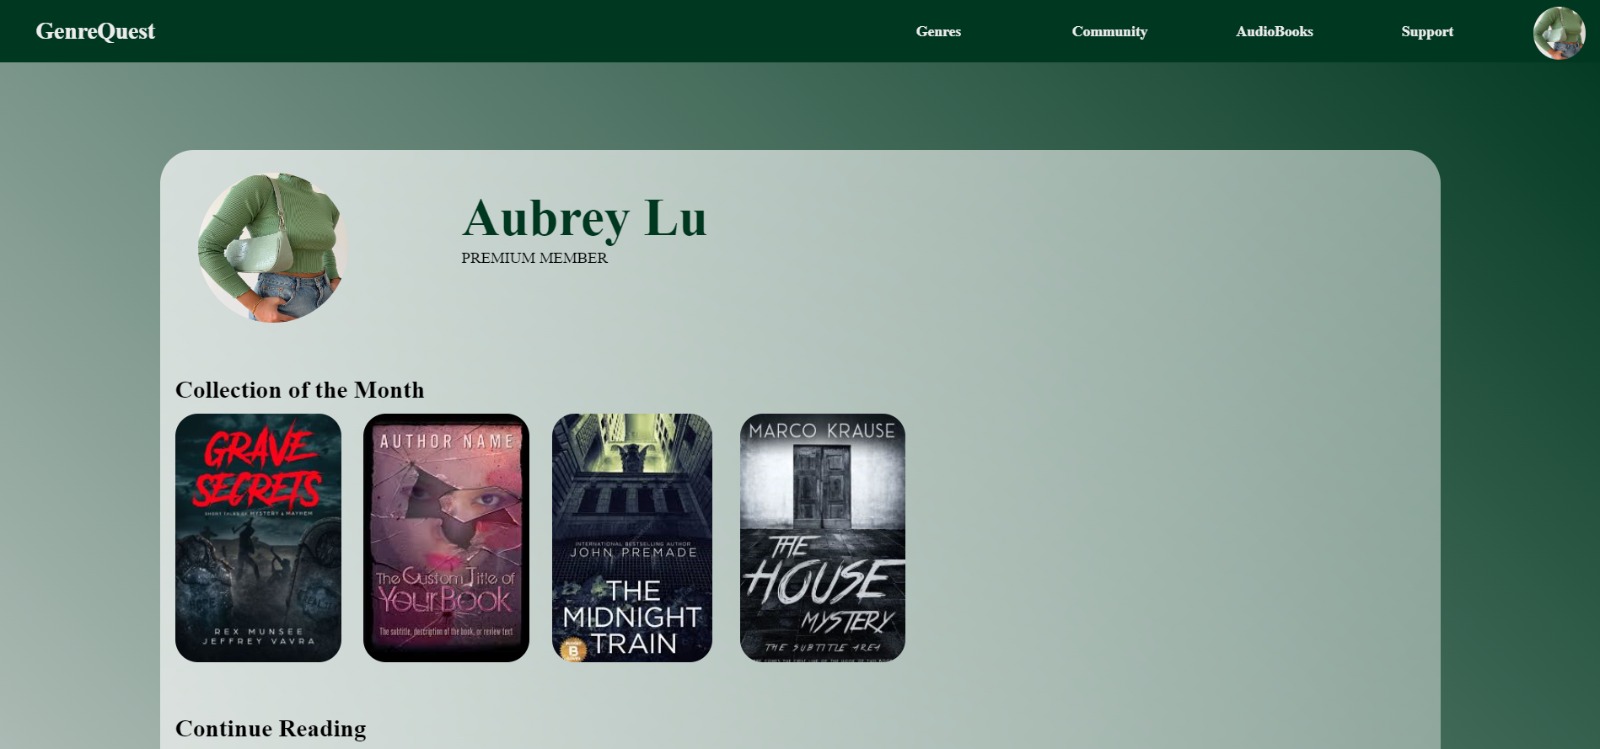 GenreQuest
Genres
Community
AudioBooks
Support
Aubrey Lu
PREMIUM MEMBER
Collection of the Month
GRAVE
SECRETS
SHORT TALES OF MYSTERY & MAYHEM
REX MUNSEE
JEFFREY VAVRA
AUTHOR NAME
The Custom Title of
YourBook
The subtitle, description of the book, or review text
INTERNATIONAL BESTSELLING AUTHOR
JOHN PREMADE
THE
MIDNIGHT
TRAIN
B
MARCO KRAUSE
THE
HOUSE
MYSTERY
THE SUBTITLE AREA
Continue Reading